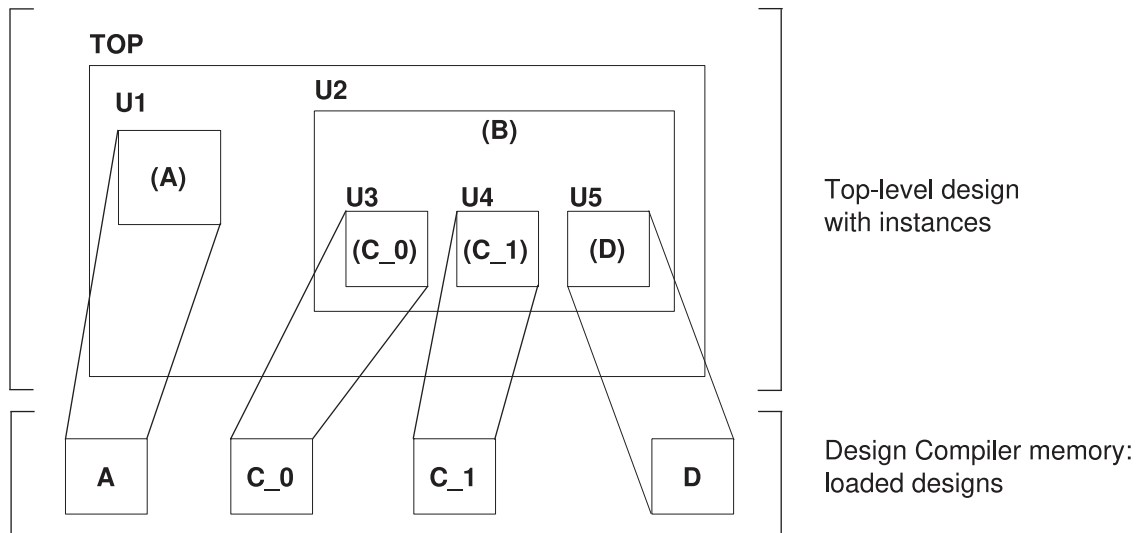 TOP
U1
U2
(B)
(A)
U3
U4
U5
(C_0)
(C_1)
(D)
Top-level design
with instances
A
C_0
C_1
D
Design Compiler memory:
loaded designs